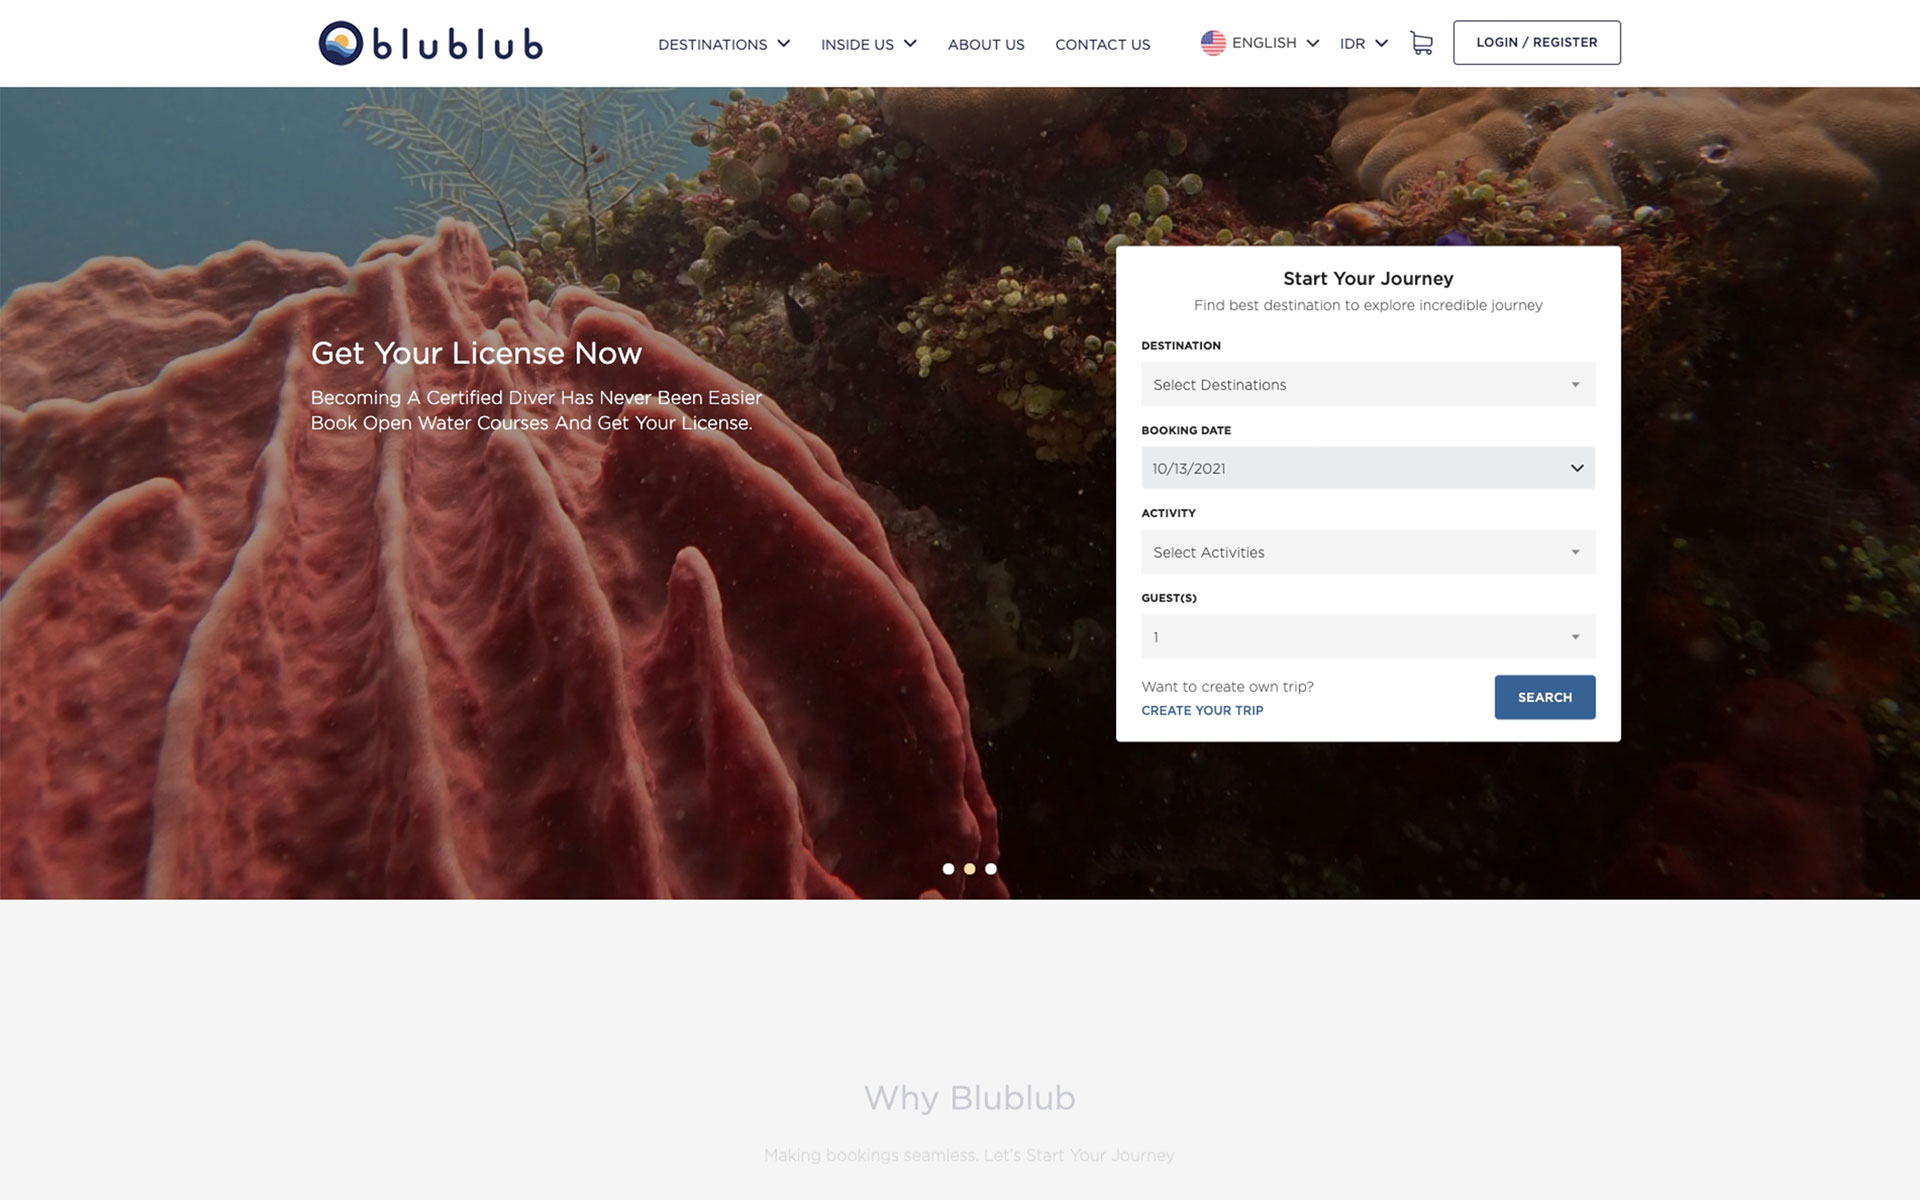 blublub
DESTINATIONS
INSIDE US
ABOUT US
CONTACT US
ENGLISH
IDR
LOGIN / REGISTER
Get Your License Now
Becoming A Certified Diver Has Never Been Easier
Book Open Water Courses And Get Your License.
Start Your Journey
Find best destination to explore incredible journey
DESTINATION
Select Destinations
BOOKING DATE
10/13/2021
ACTIVITY
Select Activities
GUEST(S)
1
Want to create own trip?
CREATE YOUR TRIP
SEARCH
Why Blublub
Making bookings seamless. Let's Start Your Journey